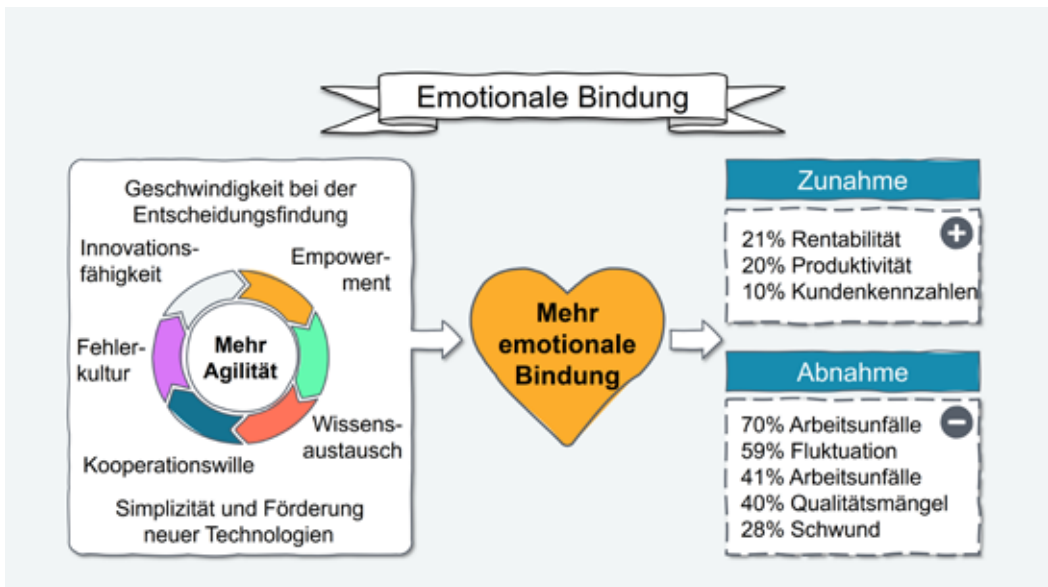 Emotionale Bindung
Geschwindigkeit bei der
Entscheidungsfindung
Innovations-
fähigkeit
Empower-
ment
Fehler-
kultur
Mehr
Agilität
Wissens-
austausch
Kooperationswille
Simplizität und Förderung
neuer Technologien
Mehr
emotionale
Bindung
Zunahme
21% Rentabilität
20% Produktivität
10% Kundenkennzahlen
Abnahme
70% Arbeitsunfälle
59% Fluktuation
41% Arbeitsunfälle
40% Qualitätsmängel
28% Schwund